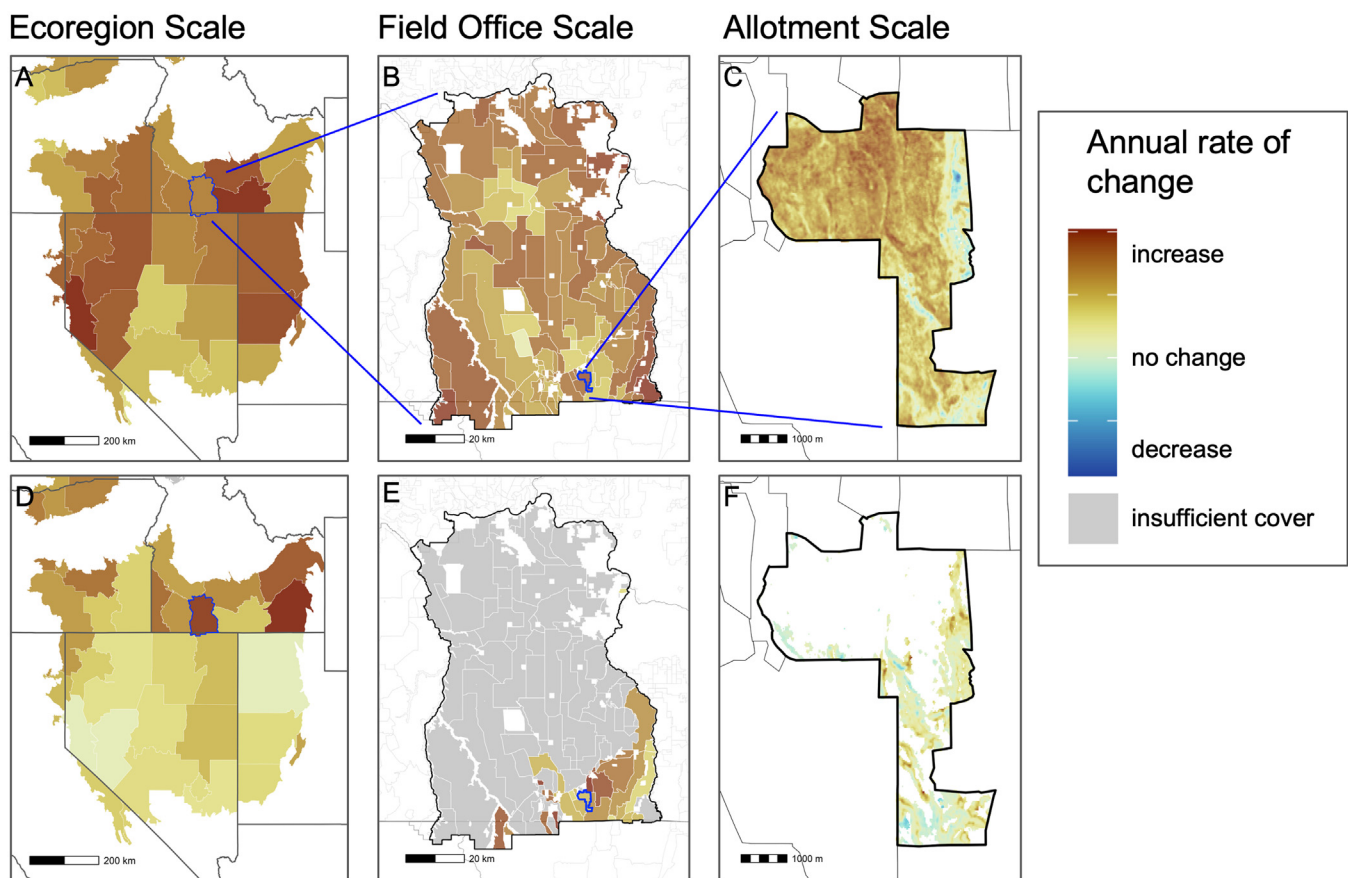 Ecoregion Scale
Field Office Scale
Allotment Scale
A
B
C
200 km
20 km
1000 m
D
E
F
200 km
20 km
1000 m
Annual rate of
change
increase
no change
decrease
insufficient cover